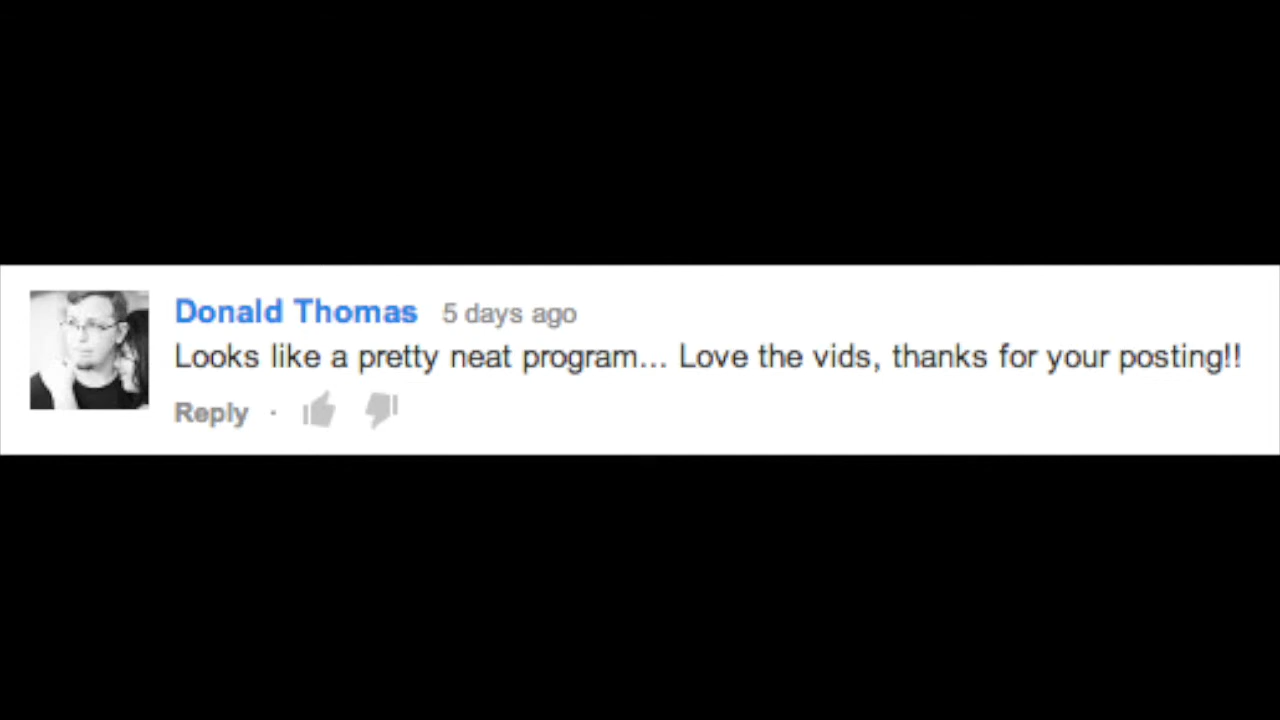 Donald Thomas 5 days ago
Looks like a pretty neat program... Love the vids, thanks for your posting!!
Reply ·